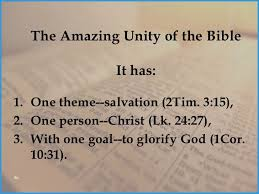 The Amazing Unity of the Bible
It has:
1. One theme--salvation (2Tim. 3:15),
2. One person--Christ (Lk. 24:27),
3. With one goal--to glorify God (1Cor.
10:31).